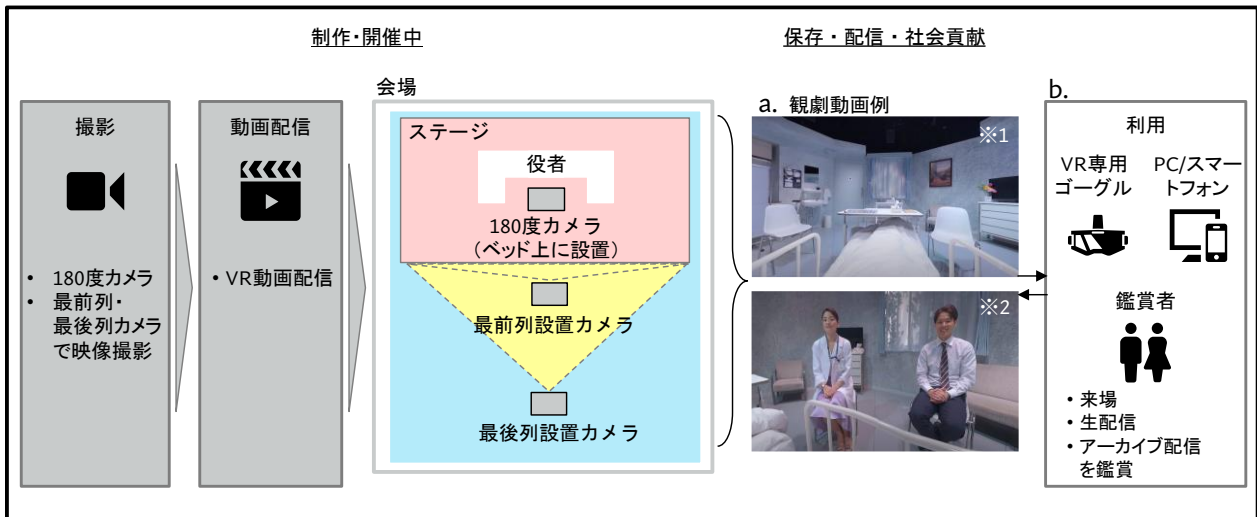 制作・開催中
保存・配信・社会貢献
撮影
・ 180度カメラ
・ 最前列・
最後列カメラ
で映像撮影
動画配信
・VR動画配信
会場
ステージ
役者
180度カメラ
（ベッド上に設置）
最前列設置カメラ
最後列設置カメラ
a. 観劇動画例
※1
※2
b.
利用
VR専用
ゴーグル
PC/スマー
トフォン
鑑賞者
・来場
・生配信
・アーカイブ配信
を鑑賞